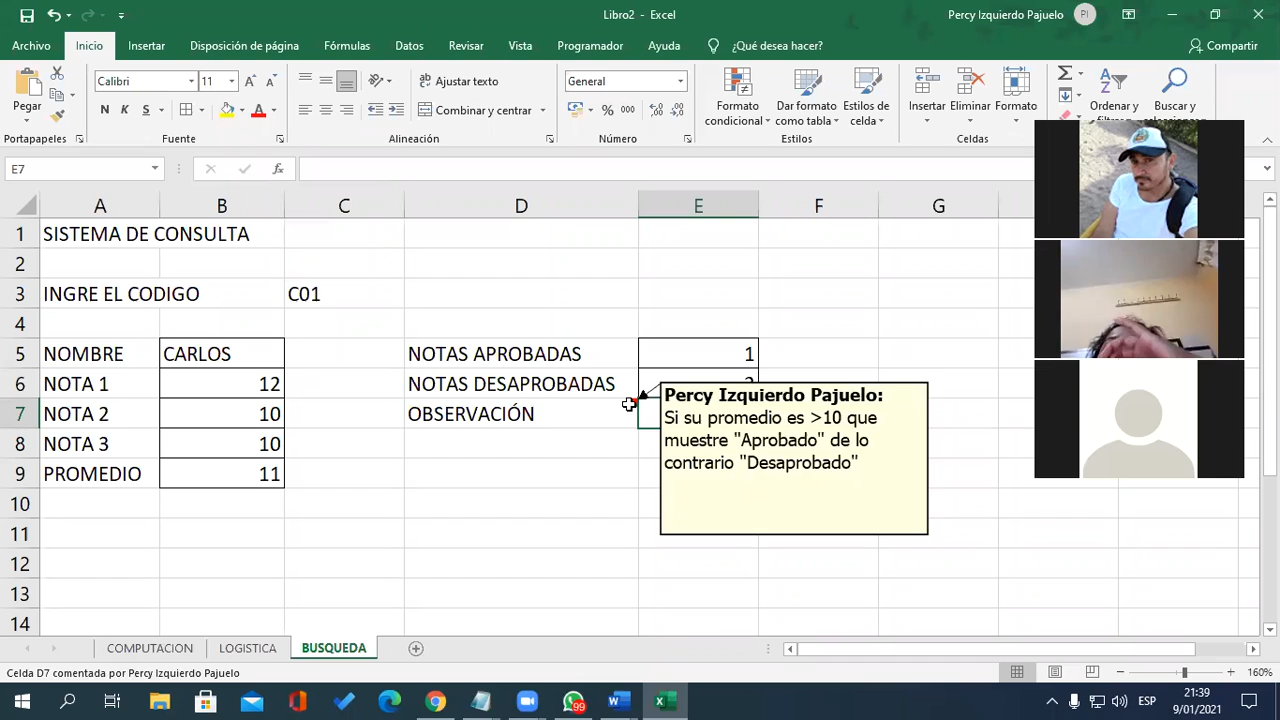 Libro2 - Excel
Percy Izquierdo Pajuelo
PI
Archivo
Inicio
Insertar
Disposición de página
Fórmulas
Datos
Revisar
Vista
Programador
Ayuda
¿Qué desea hacer?
Compartir
Pegar
Calibri
11
N K S
Ajustar texto
Combinar y centrar
General
% 000
Formato condicional
Dar formato como tabla
Estilos de celda
Insertar
Eliminar
Formato
Ordenar y
Buscar y
Portapapeles
Fuente
Alineación
Número
Estilos
Celdas
E7
fx
A B C D E F G
1 SISTEMA DE CONSULTA
2
3 INGRE EL CODIGO C01
4
5 NOMBRE CARLOS NOTAS APROBADAS 1
6 NOTA 1 12 NOTAS DESAPROBADAS
7 NOTA 2 10 OBSERVACIÓN
8 NOTA 3 10
9 PROMEDIO 11
10
11
12
13
14
Percy Izquierdo Pajuelo:
Si su promedio es >10 que
muestre "Aprobado" de lo
contrario "Desaprobado"
COMPUTACION
LOGISTICA
BUSQUEDA
Celda D7 comentada por Percy Izquierdo Pajuelo
160%
99
ESP
21:39
9/01/2021